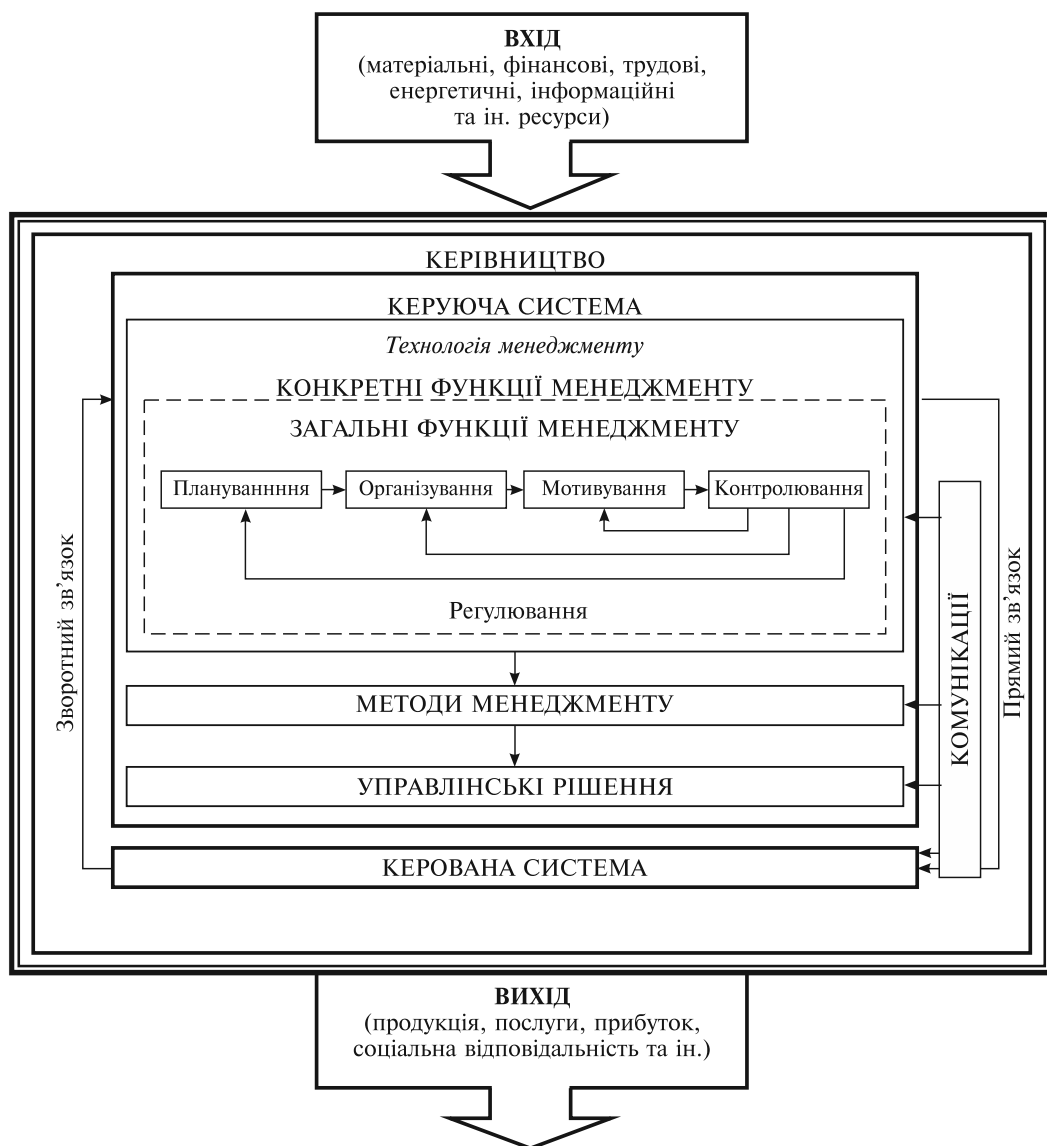 ВХІД
(матеріальні, фінансові, трудові,
енергетичні, інформаційні
та ін. ресурси)
КЕРІВНИЦТВО
КЕРУЮЧА СИСТЕМА
Технологія менеджменту
КОНКРЕТНІ ФУНКЦІЇ МЕНЕДЖМЕНТУ
ЗАГАЛЬНІ ФУНКЦІЇ МЕНЕДЖМЕНТУ
Плануваннння
Організування
Мотивування
Контролювання
Регулювання
МЕТОДИ МЕНЕДЖМЕНТУ
УПРАВЛІНСЬКІ РІШЕННЯ
КЕРОВАНА СИСТЕМА
Зворотний зв’язок
КОМУНІКАЦІЇ
Прямий зв’язок
ВИХІД
(продукція, послуги, прибуток,
соціальна відповідальність та ін.)